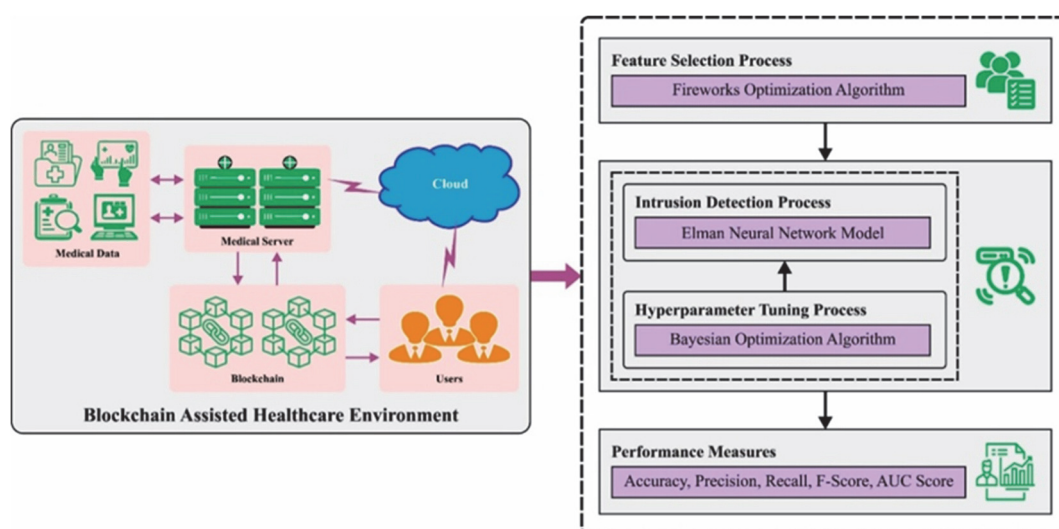 Medical Data
Medical Server
Cloud
Blockchain
Users
Blockchain Assisted Healthcare Environment
Feature Selection Process
Fireworks Optimization Algorithm
Intrusion Detection Process
Elman Neural Network Model
Hyperparameter Tuning Process
Bayesian Optimization Algorithm
Performance Measures
Accuracy, Precision, Recall, F-Score, AUC Score